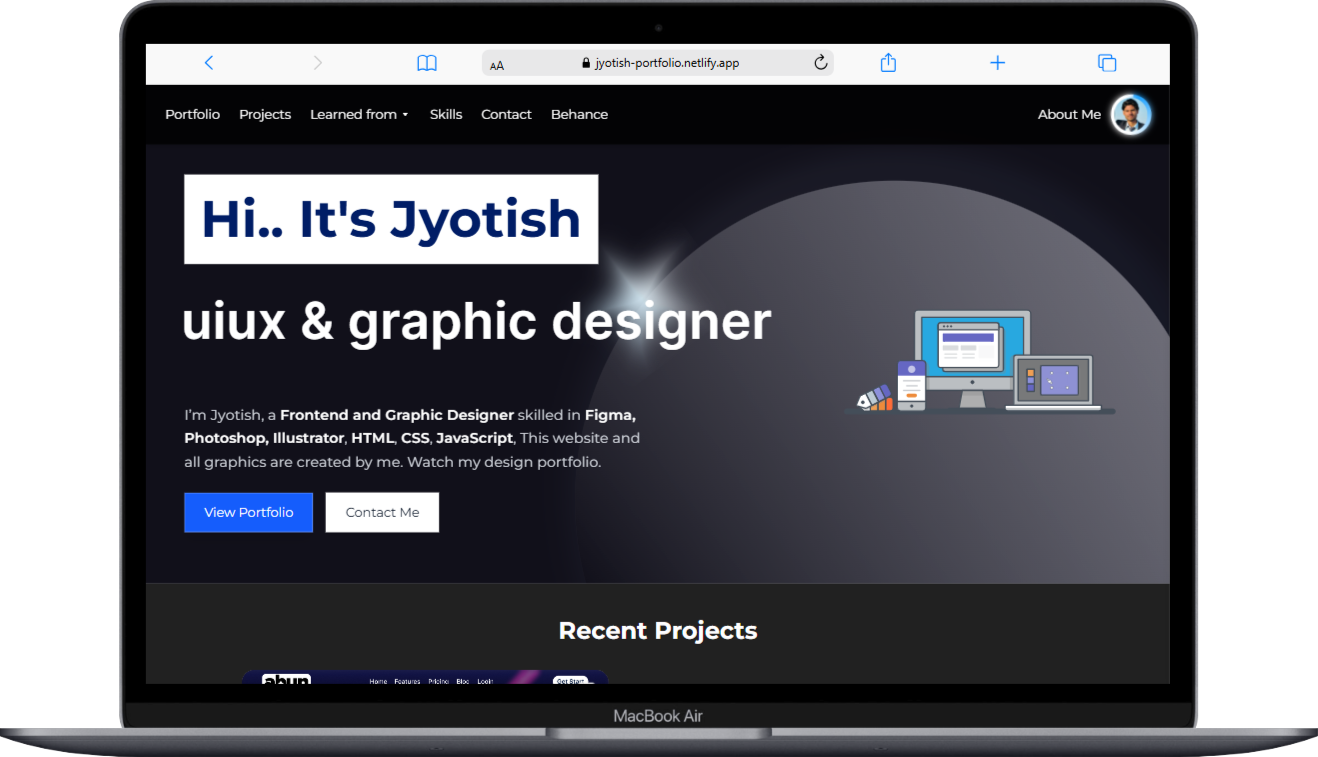 AA jyotish-portfolio.netlify.app
Portfolio Projects Learned from Skills Contact Behance About Me
Hi.. It's Jyotish
uiux & graphic designer
I'm Jyotish, a Frontend and Graphic Designer skilled in Figma,
Photoshop, Illustrator, HTML, CSS, JavaScript, This website and
all graphics are created by me. Watch my design portfolio.
View Portfolio Contact Me
Recent Projects
abun Home Features Pricing Blog Login Get Start
MacBook Air